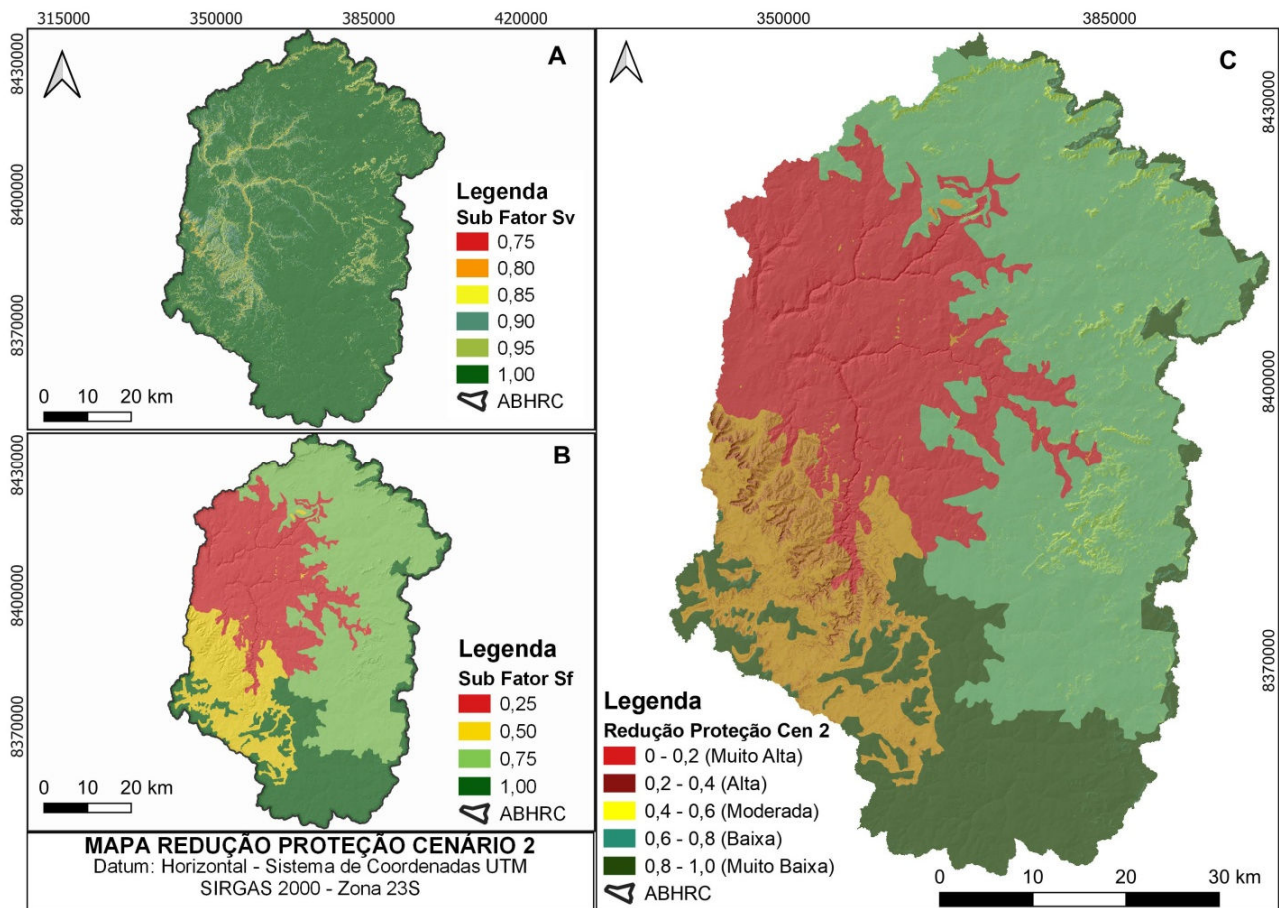 315000 350000 385000 420000
8430000
8400000
8370000
A
Legenda
Sub Fator Sv
0,75
0,80
0,85
0,90
0,95
1,00
ABHRC
0 10 20 km
8430000
8400000
8370000
B
Legenda
Sub Fator Sf
0,25
0,50
0,75
1,00
ABHRC
0 10 20 km
MAPA REDUÇÃO PROTEÇÃO CENÁRIO 2
Datum: Horizontal - Sistema de Coordenadas UTM
SIRGAS 2000 - Zona 23S
350000 385000
C
8430000
8400000
8370000
Legenda
Redução Proteção Cen 2
0 - 0,2 (Muito Alta)
0,2 - 0,4 (Alta)
0,4 - 0,6 (Moderada)
0,6 - 0,8 (Baixa)
0,8 - 1,0 (Muito Baixa)
ABHRC
0 10 20 30 km